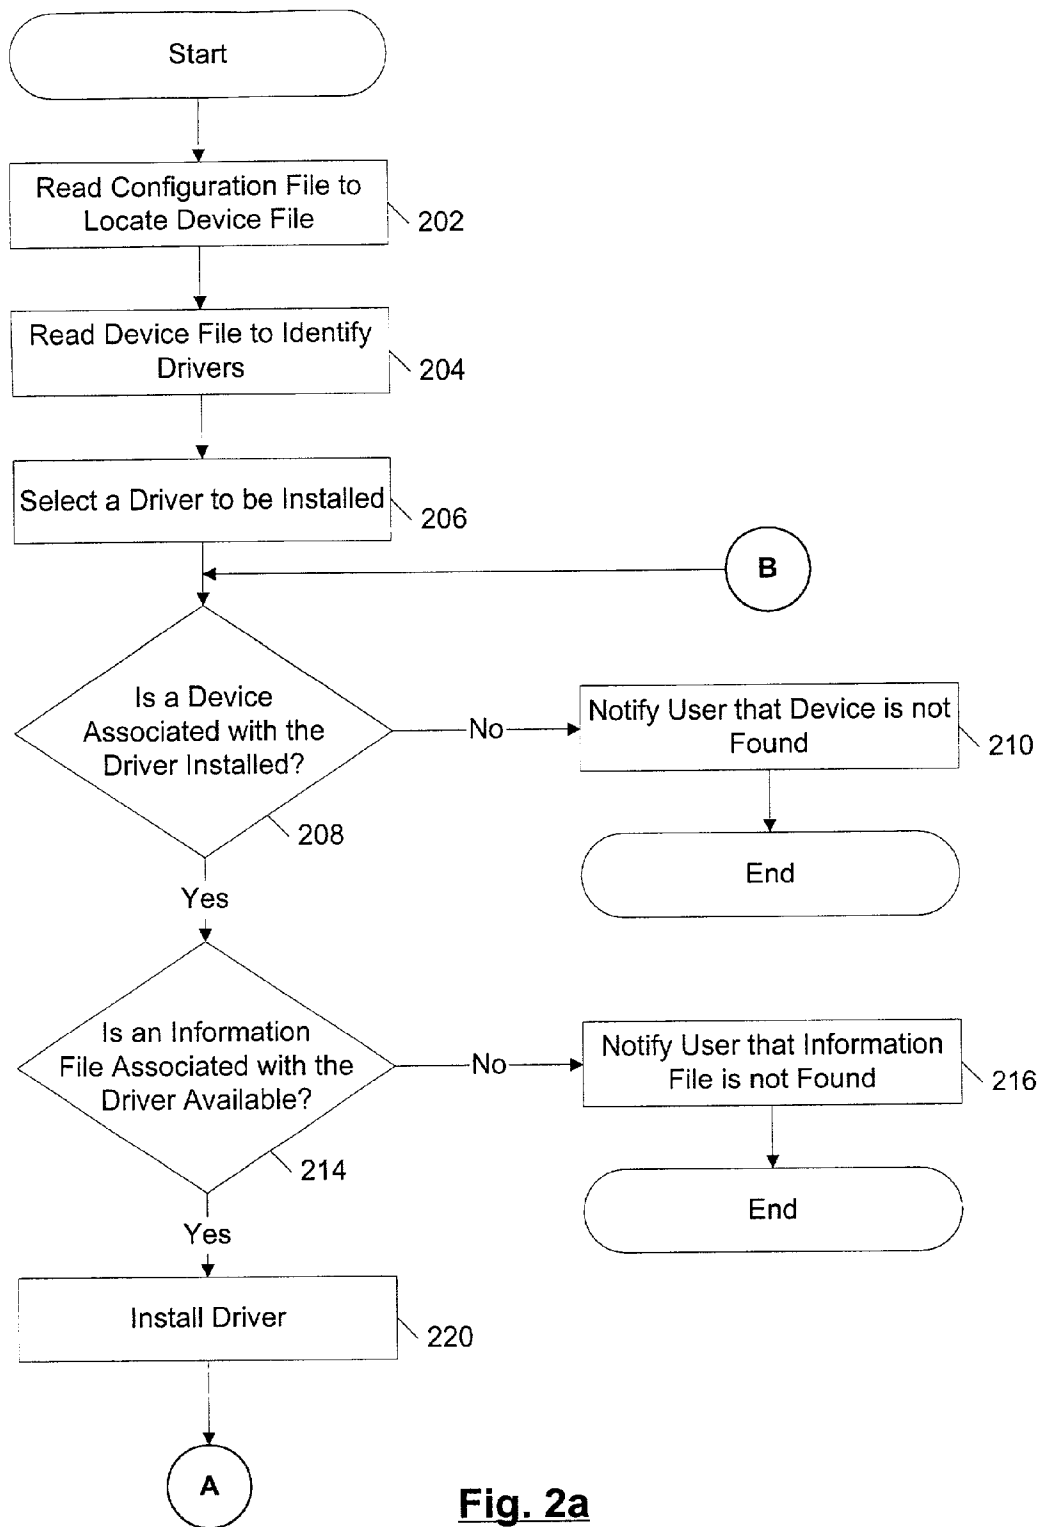 Start
Read Configuration File to
Locate Device File
202
Read Device File to Identify
Drivers
204
Select a Driver to be Installed
206
B
Is a Device
Associated with the
Driver Installed?
208
No
Notify User that Device is not
Found
210
End
Yes
Is an Information
File Associated with the
Driver Available?
214
No
Notify User that Information
File is not Found
216
End
Yes
Install Driver
220
A
Fig. 2a